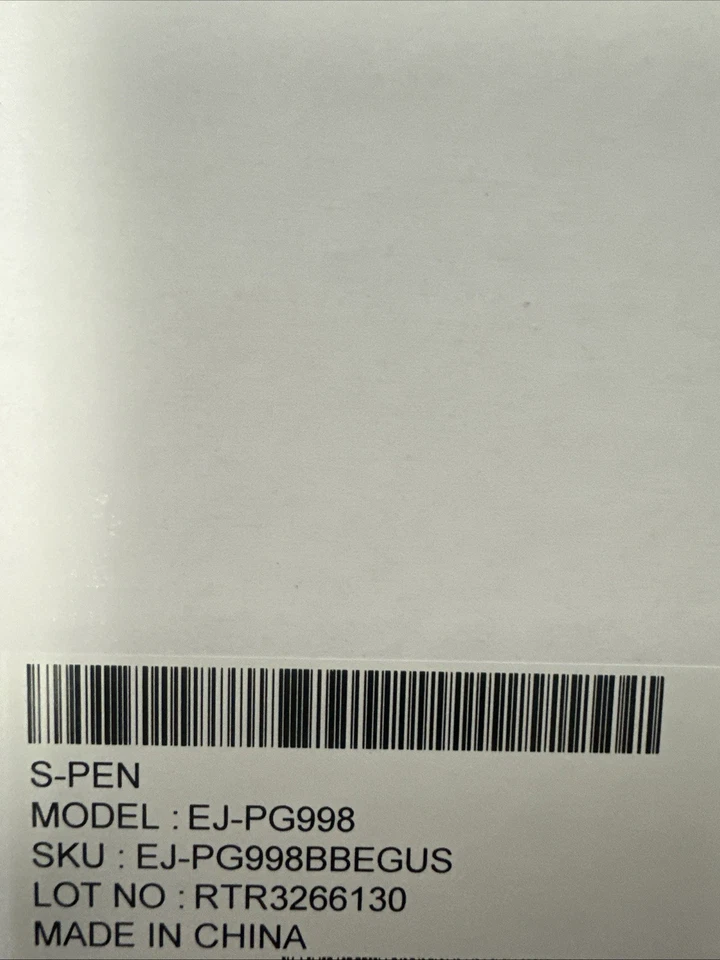 S-PEN
MODEL : EJ-PG998
SKU : EJ-PG998BBEGUS
LOT NO : RTR3266130
MADE IN CHINA